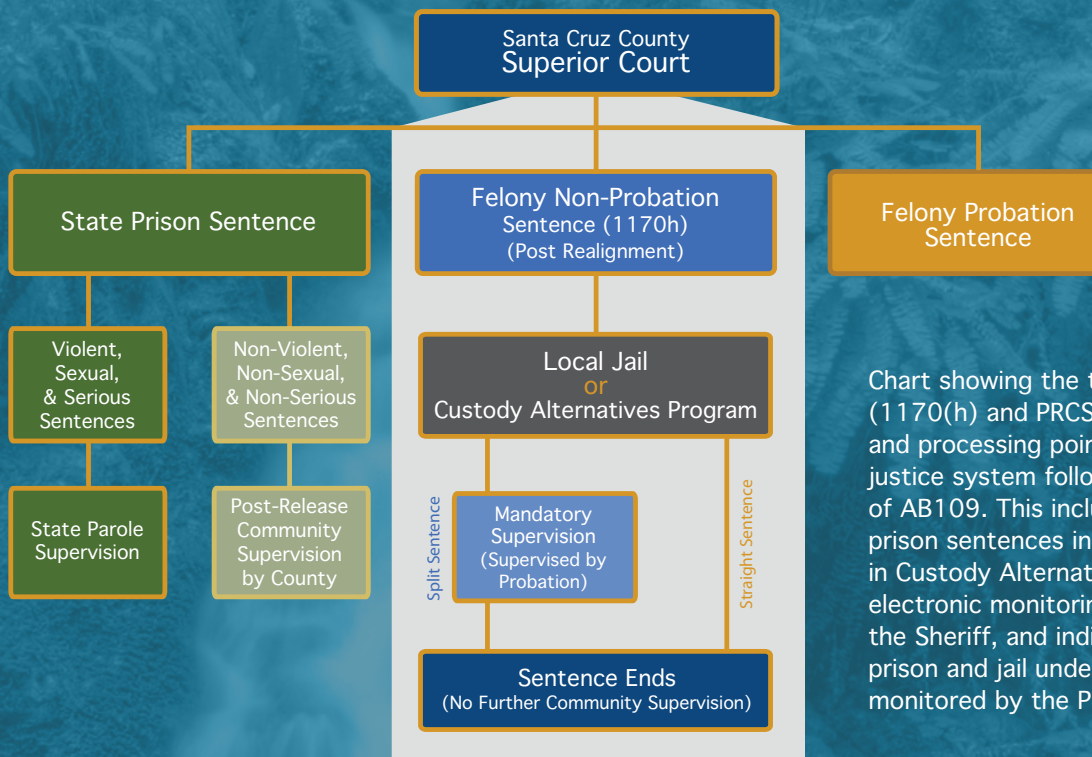 Santa Cruz County
Superior Court
State Prison Sentence
Violent,
Sexual,
& Serious
Sentences
Non-Violent,
Non-Sexual,
& Non-Serious
Sentences
State Parole
Supervision
Post-Release
Community
Supervision
by County
Felony Non-Probation
Sentence (1170h)
(Post Realignment)
Local Jail
or
Custody Alternatives Program
Split Sentence
Mandatory
Supervision
(Supervised by
Probation)
Straight Sentence
Sentence Ends
(No Further Community Supervision)
Felony Probation
Sentence
Chart showing the
(1170(h) and PRCS
and processing poin
justice system follo
of AB109. This inclu
prison sentences in
in Custody Alternat
electronic monitorin
the Sheriff, and indi
prison and jail unde
monitored by the P